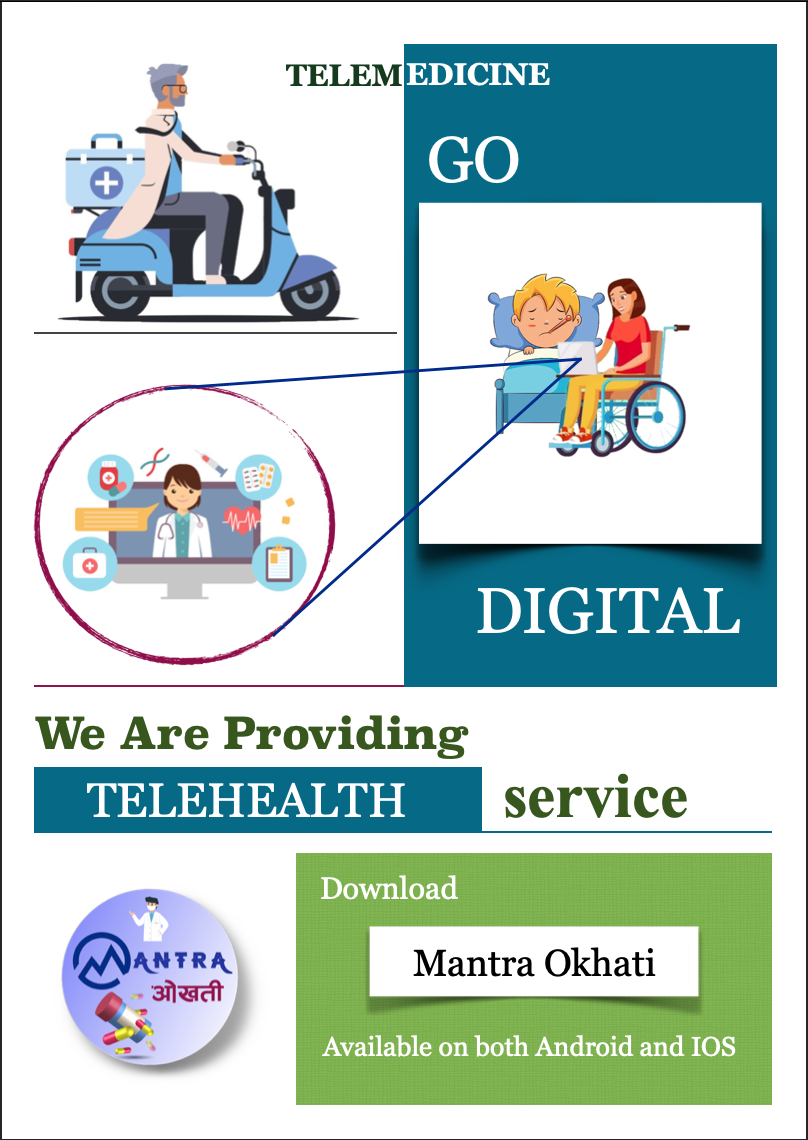 TELEMEDICINE
GO
DIGITAL
We Are Providing
TELEHEALTH service
Download
Mantra Okhati
Available on both Android and IOS
MANTRA
ओखती